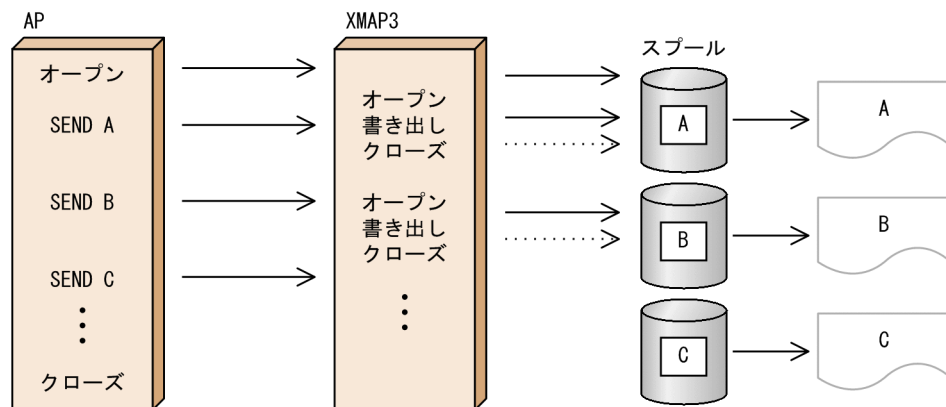 AP
オープン
SEND A
SEND B
SEND C
⋮
クローズ
XMAP3
オープン
書き出し
クローズ
オープン
書き出し
クローズ
⋮
スプール
A
B
C
A
B
C